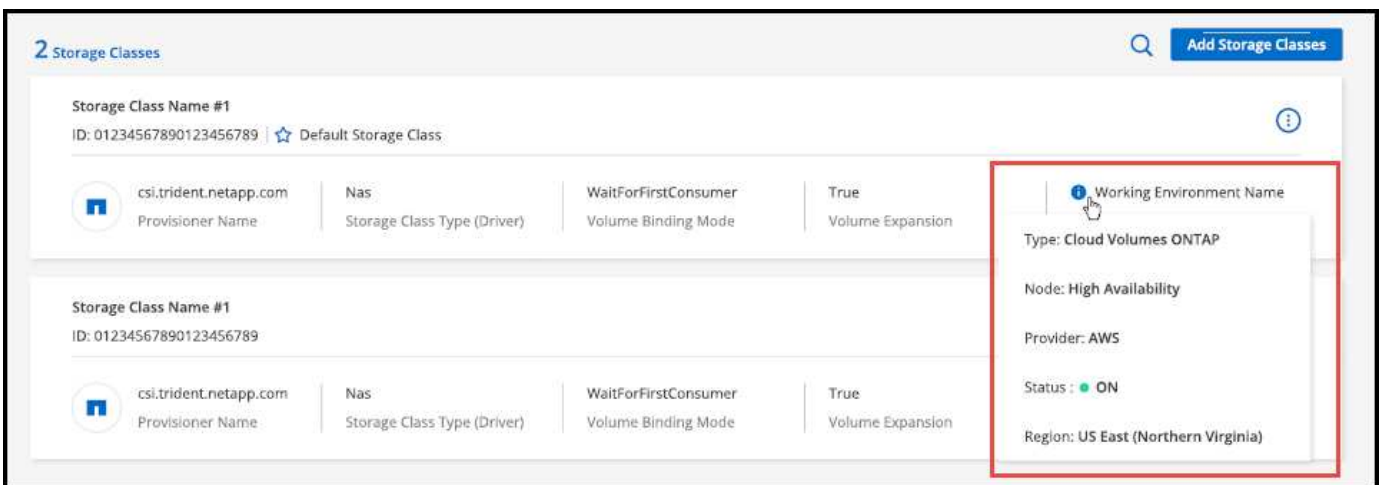 2 Storage Classes
Add Storage Classes
Storage Class Name #1
ID: 01234567890123456789 Default Storage Class
csi.trident.netapp.com Nas WaitForFirstConsumer True Working Environment Name
Provisioner Name Storage Class Type (Driver) Volume Binding Mode Volume Expansion
Type: Cloud Volumes ONTAP
Node: High Availability
Provider: AWS
Status : ON
Region: US East (Northern Virginia)
Storage Class Name #1
ID: 01234567890123456789
csi.trident.netapp.com Nas WaitForFirstConsumer True
Provisioner Name Storage Class Type (Driver) Volume Binding Mode Volume Expansion